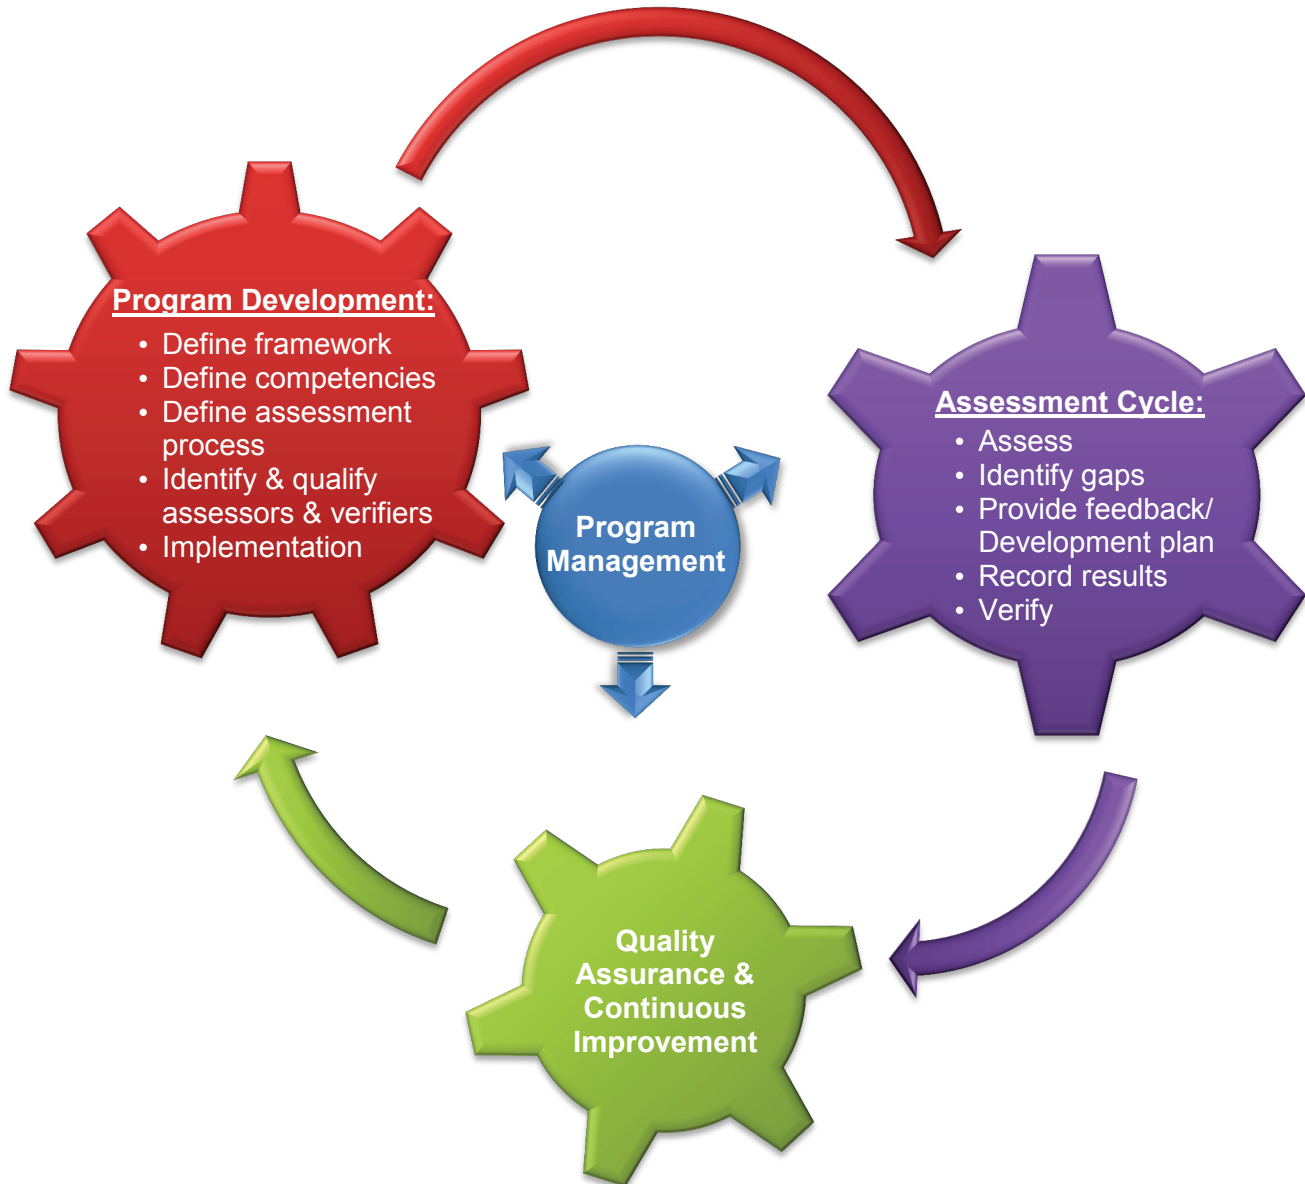 Program Development:
• Define framework
• Define competencies
• Define assessment
process
• Identify & qualify
assessors & verifiers
• Implementation
Assessment Cycle:
• Assess
• Identify gaps
• Provide feedback/
Development plan
• Record results
• Verify
Program
Management
Quality
Assurance &
Continuous
Improvement